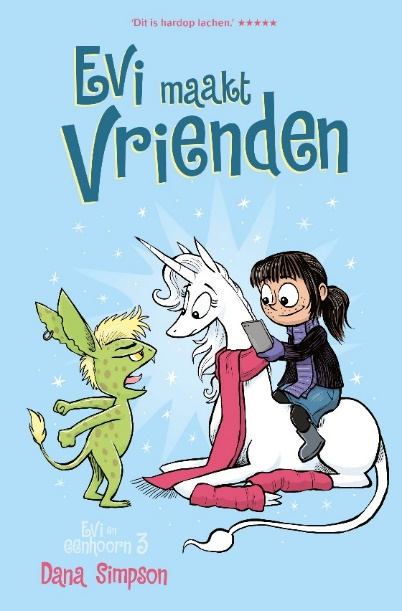 'Dit is hardop lachen.' ★★★★★
Evi maakt
Vrienden
Evi en
eenhoorn 3
Dana Simpson